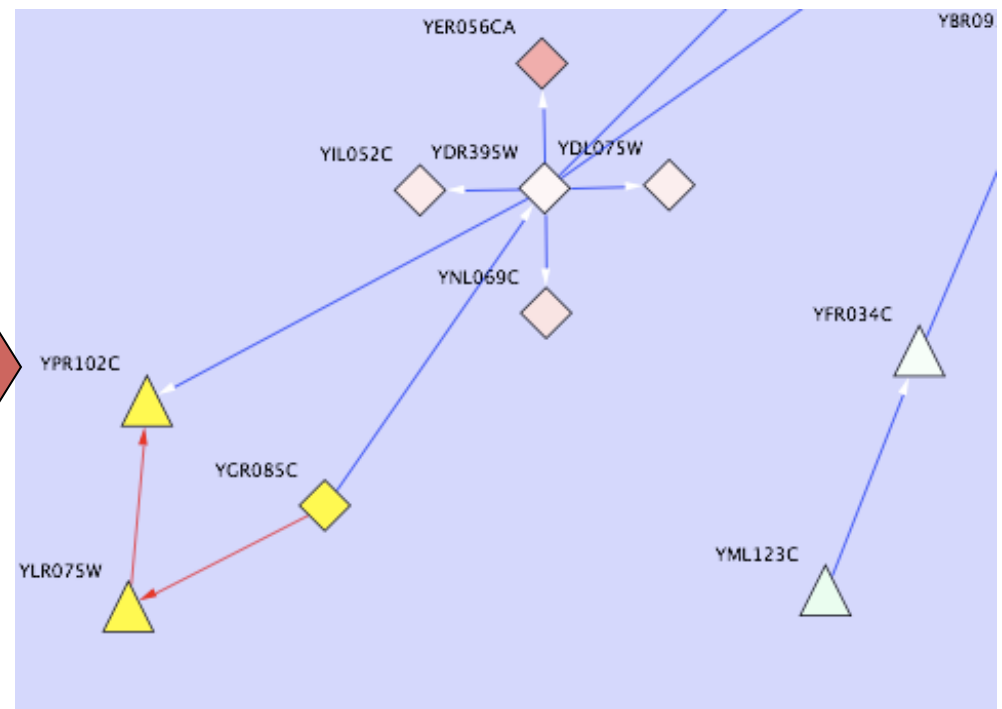 YER056CA
YBR09
YIL052C
YDR395W
YDL075W
YNL069C
YFR034C
YPR102C
YGR085C
YML123C
YLR075W